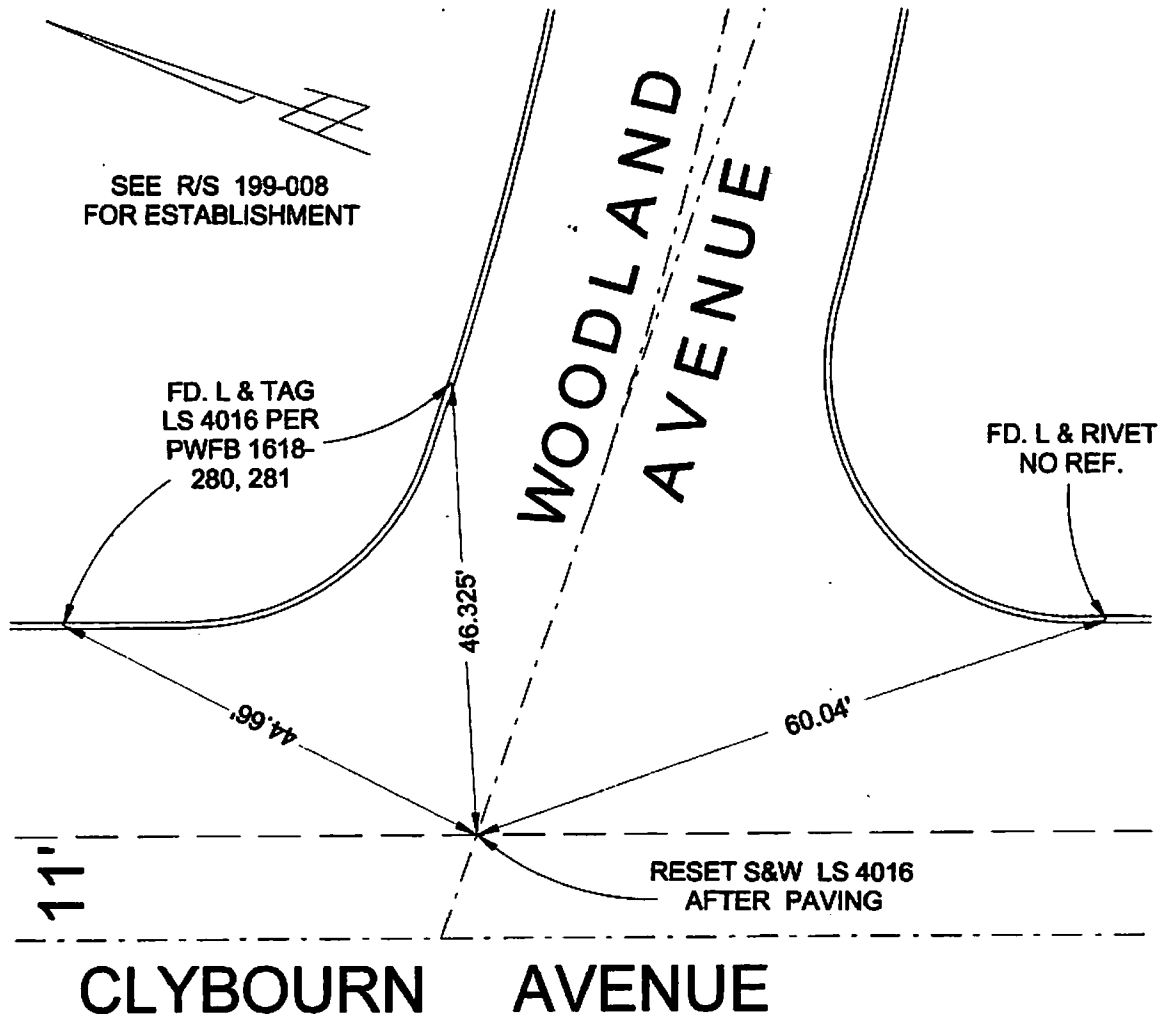 SEE R/S 199-008
FOR ESTABLISHMENT
WOODLAND
AVENUE
FD. L & TAG
LS 4016 PER
PWFB 1618-
280, 281
FD. L & RIVET
NO REF.
46.325'
44.66'
60.04'
11'
RESET S&W LS 4016
AFTER PAVING
CLYBOURN AVENUE